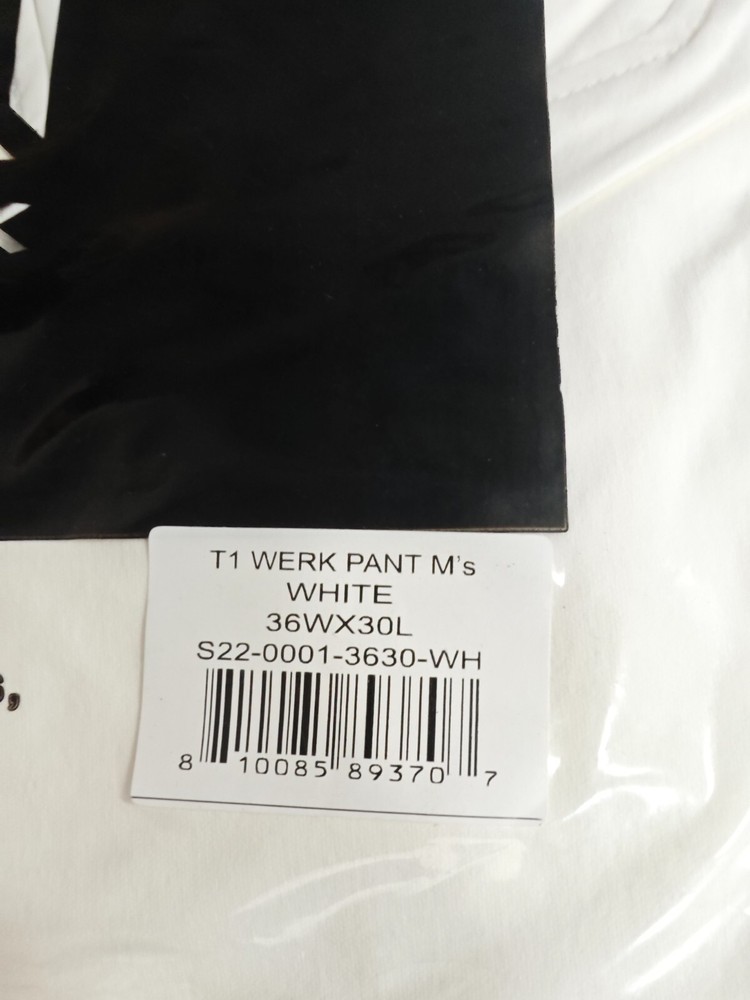 T1 WERK PANT M's
WHITE
36WX30L
S22-0001-3630-WH
8 10085 89370 7